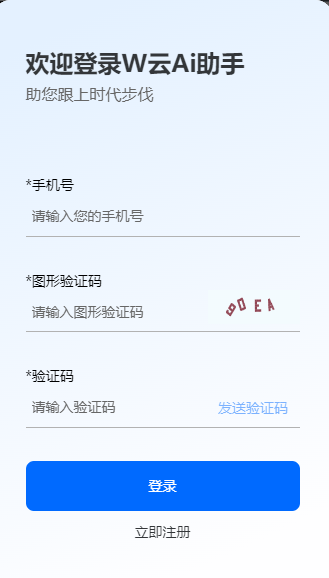 欢迎登录W云Ai助手
助您跟上时代步伐
*手机号
请输入您的手机号
*图形验证码
请输入图形验证码
9DEA
*验证码
请输入验证码
发送验证码
登录
立即注册